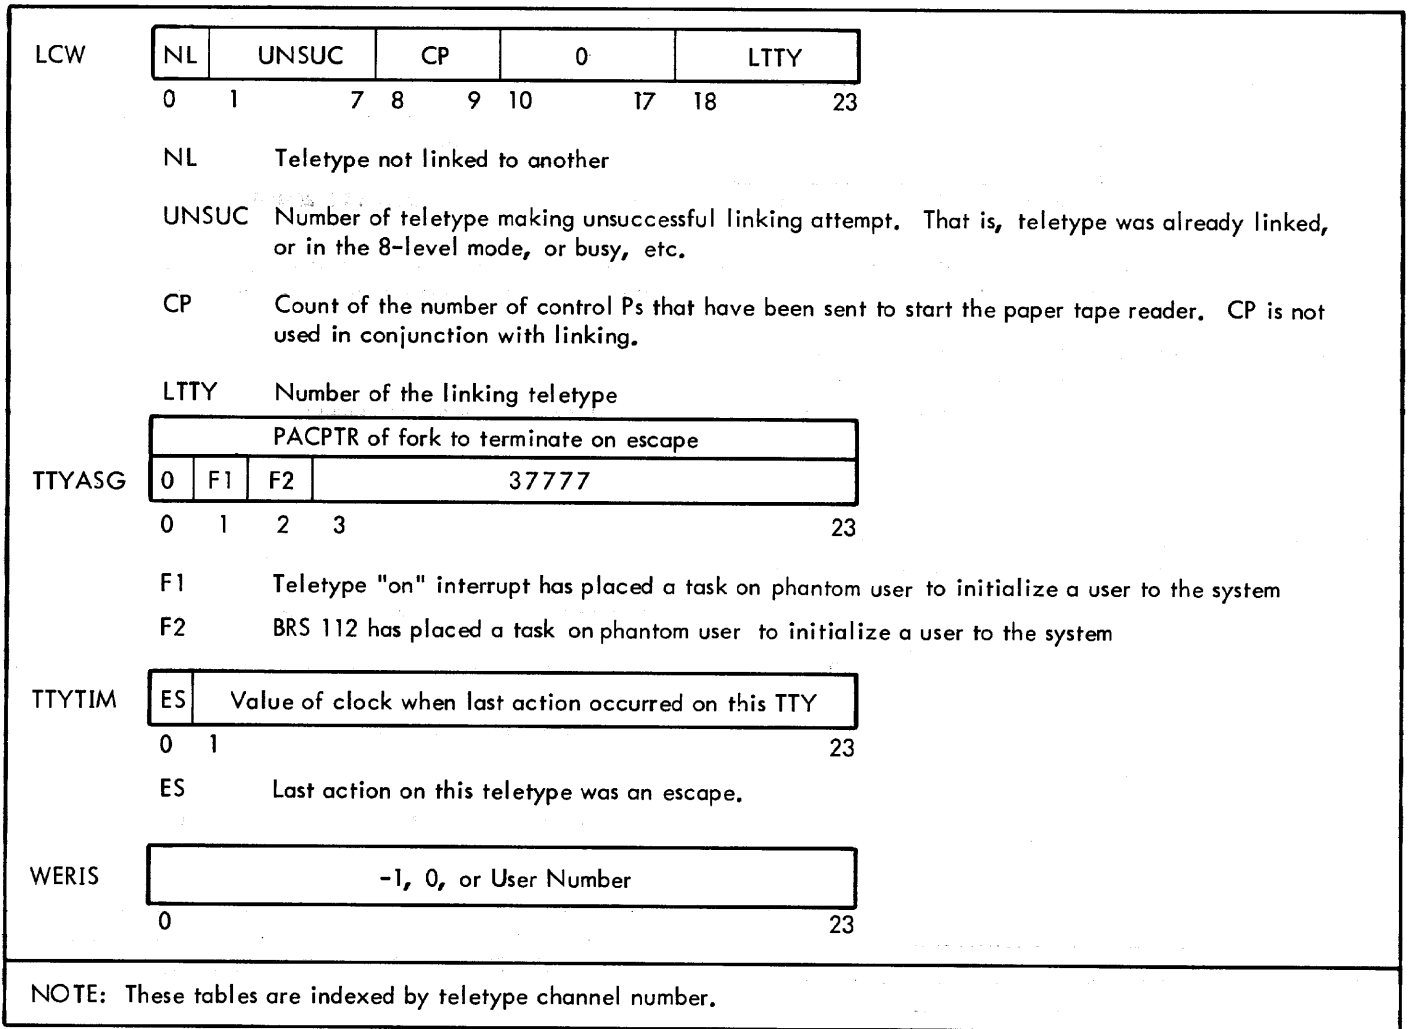 LCW NL UNSUC CP 0 LTTY
0 1 7 8 9 10 17 18 23
NL Teletype not linked to another
UNSUC Number of teletype making unsuccessful linking attempt. That is, teletype was already linked,
or in the 8-level mode, or busy, etc.
CP Count of the number of control Ps that have been sent to start the paper tape reader. CP is not
used in conjunction with linking.
LTTY Number of the linking teletype
PACPTR of fork to terminate on escape
TTYASG 0 F1 F2 37777
0 1 2 3 23
F1 Teletype "on" interrupt has placed a task on phantom user to initialize a user to the system
F2 BRS 112 has placed a task on phantom user to initialize a user to the system
TTYTIM ES Value of clock when last action occurred on this TTY
0 1 23
ES Last action on this teletype was an escape.
WERIS -1, 0, or User Number
0 23
NOTE: These tables are indexed by teletype channel number.